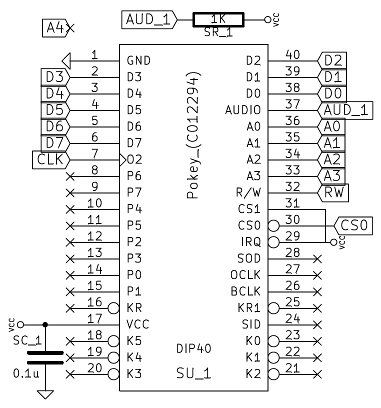 AUD_1 1K VCC
A4 SR_1
1 GND D2 40 D2
D3 2 D3 D1 39 D1
D4 3 D4 D0 38 D0
D5 4 D5 AUDIO 37 AUD_1
D6 5 D6 A0 36 A0
D7 6 D7 A1 35 A1
CLK 7 O2 A2 34 A2
8 P6 A3 33 A3
9 P7 R/W 32 RW
10 P4 CS1 31
11 P5 CS0 30 CS0
12 P2 IRQ 29 VCC
13 P3 SOD 28
14 P0 OCLK 27
15 P1 BCLK 26
16 KR KR1 25
VCC 17 VCC SID 24
SC_1 18 K5 DIP40 K0 23
19 K4 K1 22
0.1u 20 K3 SU_1 K2 21
Pokey_(CO12294)